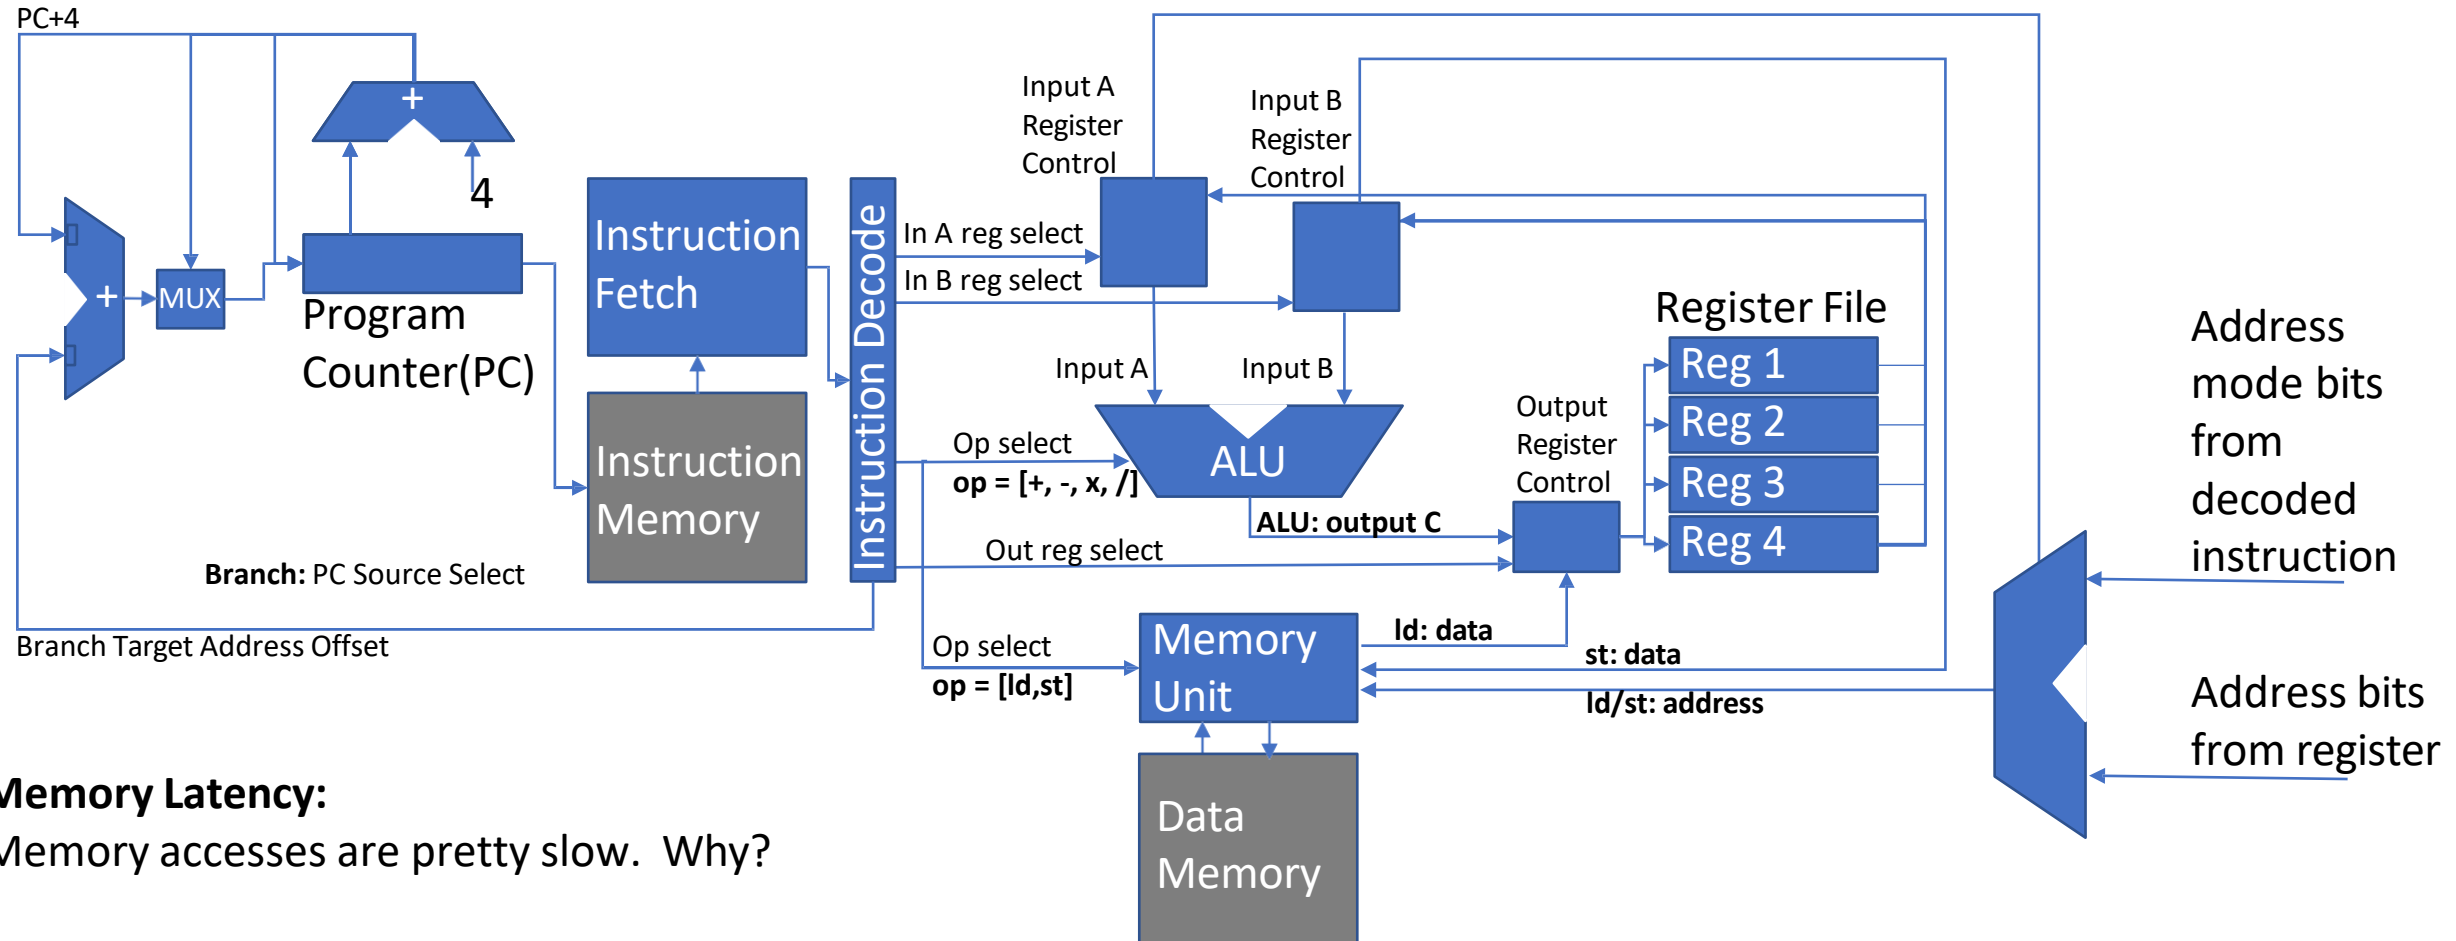 PC+4
+
4
+
MUX
Program
Counter(PC)
Instruction
Fetch
Instruction
Memory
Branch: PC Source Select
Branch Target Address Offset
Instruction Decode
Input A
Register
Control
Input B
Register
Control
In A reg select
In B reg select
Input A
Input B
Op select
op = [+, -, x, /]
ALU
ALU: output C
Out reg select
Output
Register
Control
Register File
Reg 1
Reg 2
Reg 3
Reg 4
Op select
op = [ld,st]
Memory
Unit
ld: data
st: data
ld/st: address
Data
Memory
Address
mode bits
from
decoded
instruction
Address bits
from register
Memory Latency:
Memory accesses are pretty slow. Why?